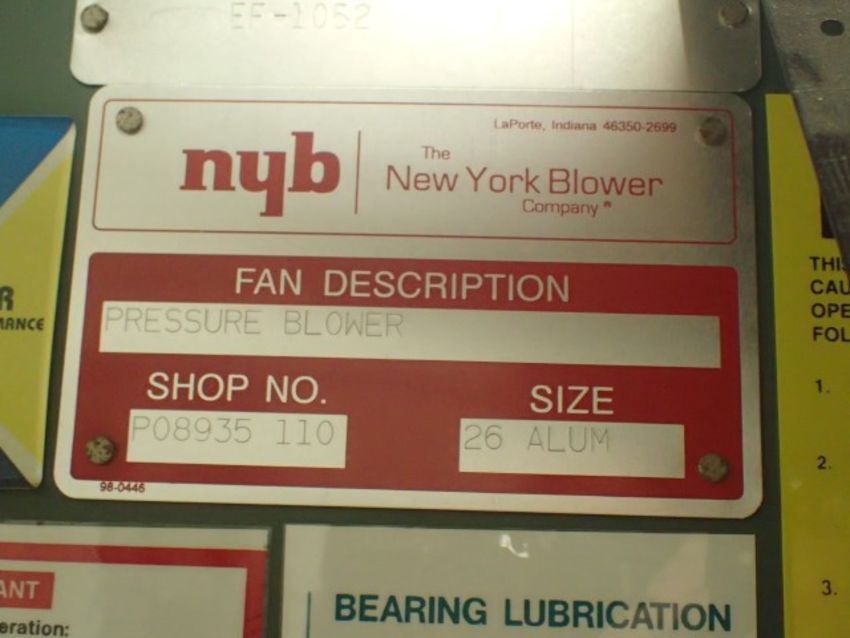 EF-1052
LaPorte, Indiana 46350-2699
nyb
The
New York Blower
Company®
FAN DESCRIPTION
PRESSURE BLOWER
SHOP NO.
SIZE
P08935 110
26 ALUM
98-0446
R
MANCE
THIS
CAU
OPE
FOL
1.
2.
3.
ANT
eration:
BEARING LUBRICATION